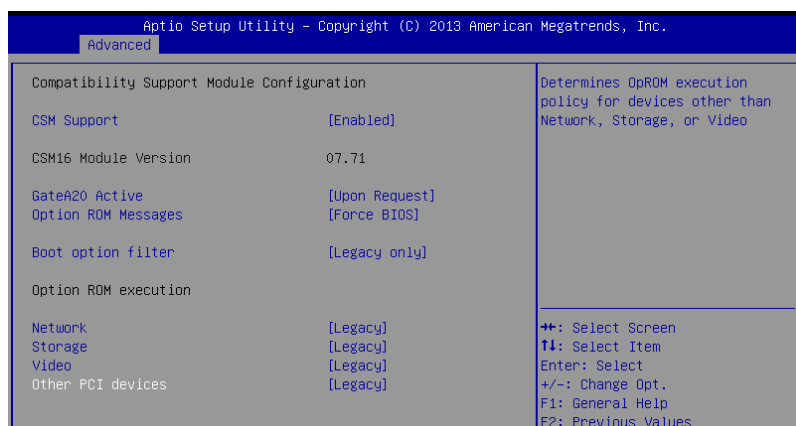 Aptio Setup Utility – Copyright (C) 2013 American Megatrends, Inc.
Advanced
Compatibility Support Module Configuration
CSM Support [Enabled]
CSM16 Module Version 07.71
GateA20 Active [Upon Request]
Option ROM Messages [Force BIOS]
Boot option filter [Legacy only]
Option ROM execution
Network [Legacy]
Storage [Legacy]
Video [Legacy]
Other PCI devices [Legacy]
Determines OpROM execution
policy for devices other than
Network, Storage, or Video
→←: Select Screen
↑↓: Select Item
Enter: Select
+/-: Change Opt.
F1: General Help
F2: Previous Values